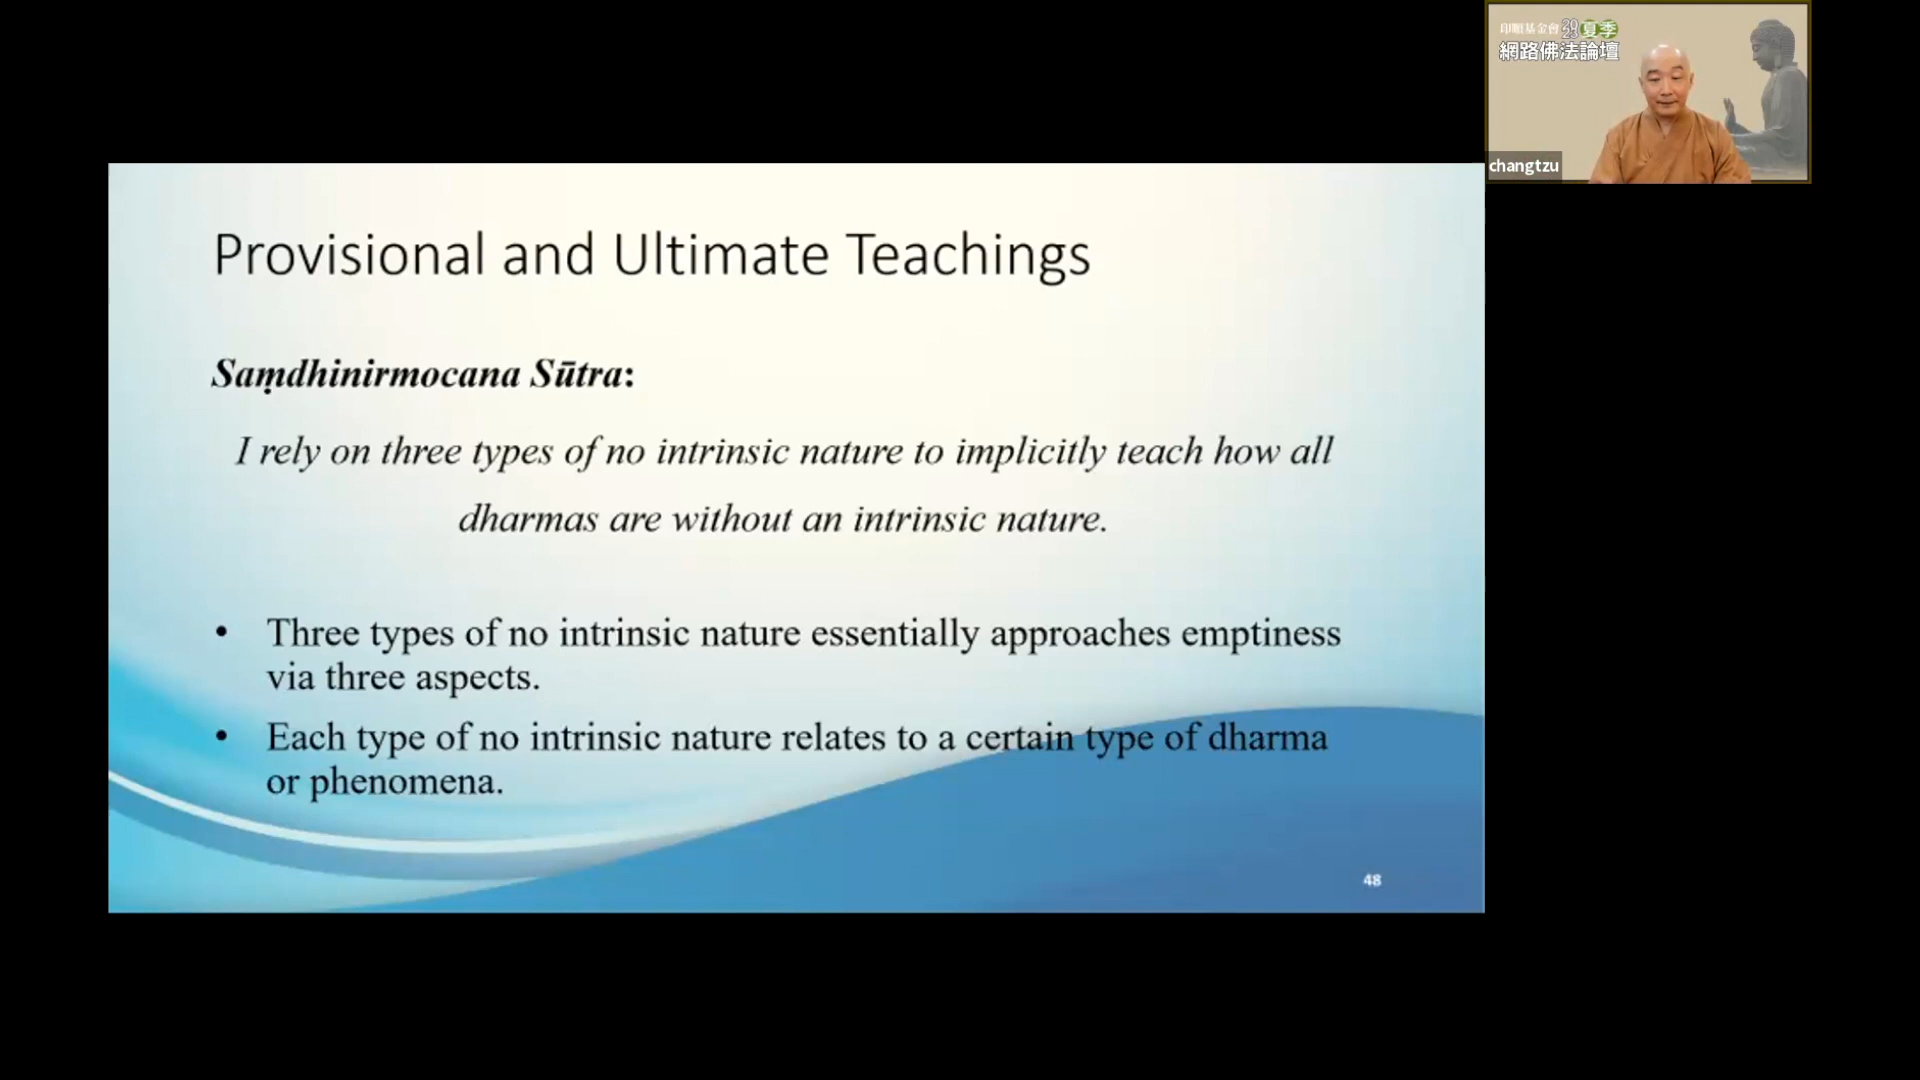 印順基金會 2023 夏季
網路佛法論壇
changtzu
Provisional and Ultimate Teachings
Saṃdhinirmocana Sūtra:
I rely on three types of no intrinsic nature to implicitly teach how all
dharmas are without an intrinsic nature.
• Three types of no intrinsic nature essentially approaches emptiness
via three aspects.
• Each type of no intrinsic nature relates to a certain type of dharma
or phenomena.
48